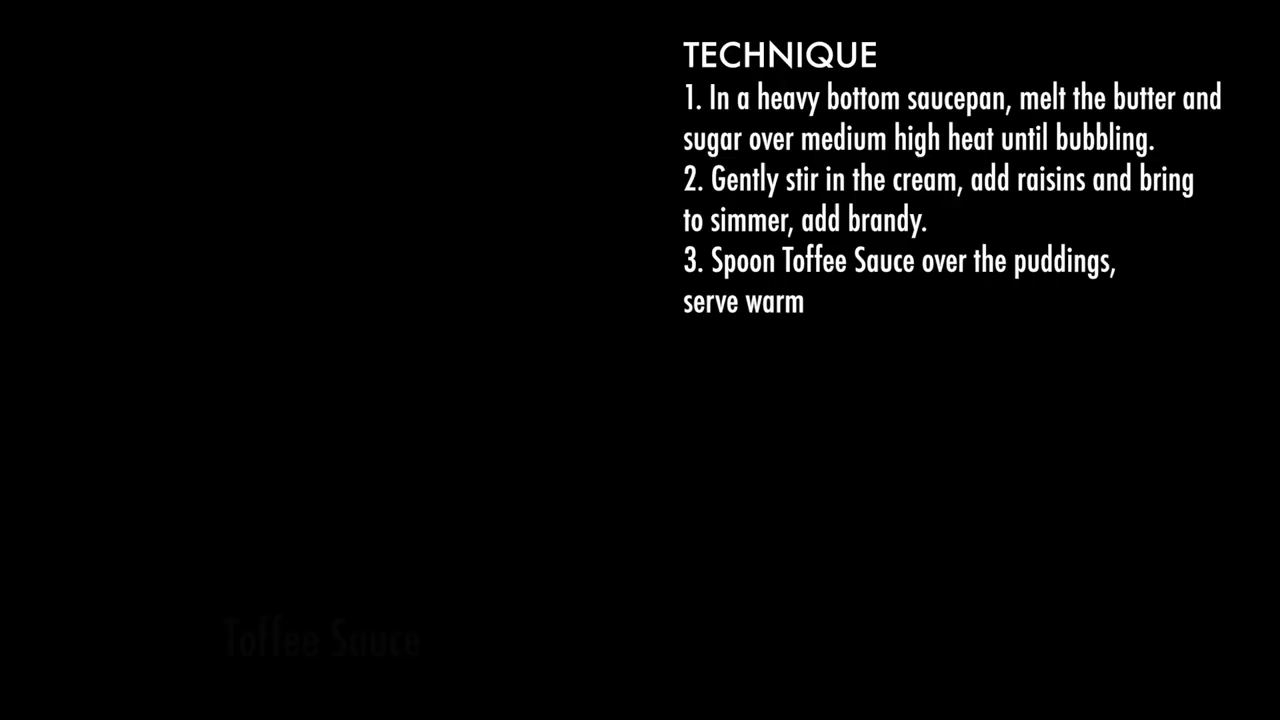 TECHNIQUE
1. In a heavy bottom saucepan, melt the butter and
sugar over medium high heat until bubbling.
2. Gently stir in the cream, add raisins and bring
to simmer, add brandy.
3. Spoon Toffee Sauce over the puddings,
serve warm
Toffee Sauce